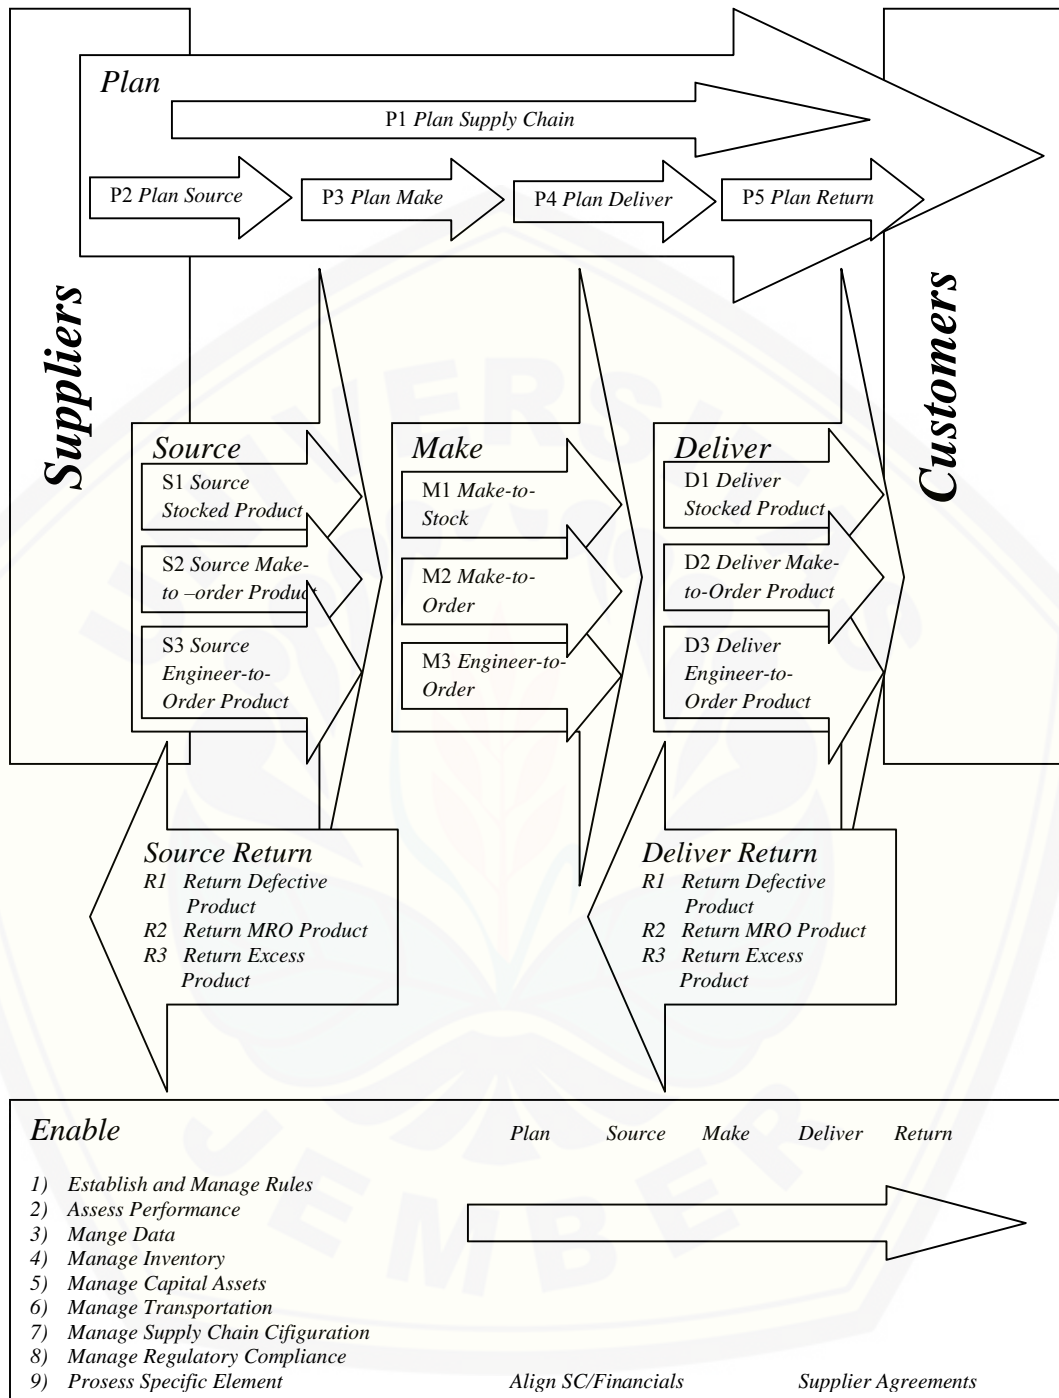 Plan
P1 Plan Supply Chain
P2 Plan Source
P3 Plan Make
P4 Plan Deliver
P5 Plan Return
Suppliers
Customers
Source
S1 Source
Stocked Product
S2 Source Make-
to –order Product
S3 Source
Engineer-to-
Order Product
Make
M1 Make-to-
Stock
M2 Make-to-
Order
M3 Engineer-to-
Order
Deliver
D1 Deliver
Stocked Product
D2 Deliver Make-
to-Order Product
D3 Deliver
Engineer-to-
Order Product
Source Return
R1 Return Defective
Product
R2 Return MRO Product
R3 Return Excess
Product
Deliver Return
R1 Return Defective
Product
R2 Return MRO Product
R3 Return Excess
Product
Enable
Plan Source Make Deliver Return
1) Establish and Manage Rules
2) Assess Performance
3) Mange Data
4) Manage Inventory
5) Manage Capital Assets
6) Manage Transportation
7) Manage Supply Chain Cifiguration
8) Manage Regulatory Compliance
9) Prosess Specific Element
Align SC/Financials
Supplier Agreements
UNIVERSITAS
JEMBER